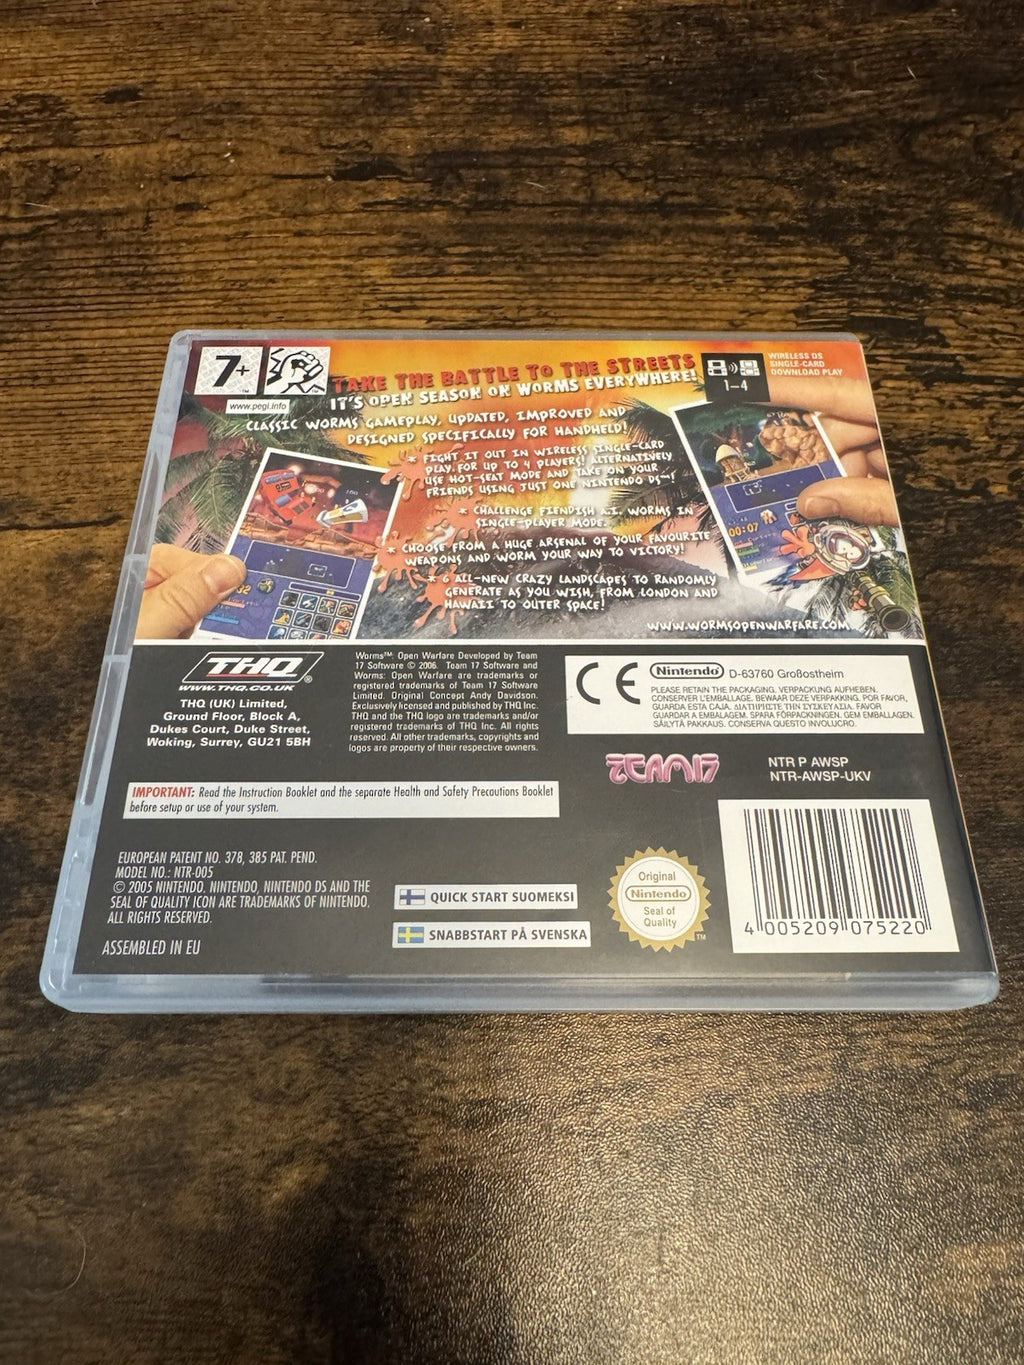 7+
™
™
www.pegi.info
TAKE THE BATTLE TO THE STREETS
IT'S OPEN SEASON ON WORMS EVERYWHERE!
1–4
WIRELESS DS
SINGLE-CARD
DOWNLOAD PLAY
CLASSIC WORMS GAMEPLAY, UPDATED, IMPROVED AND
DESIGNED SPECIFICALLY FOR HANDHELD!
* FIGHT IT OUT IN WIRELESS SINGLE-CARD
PLAY, FOR UP TO 4 PLAYERS! ALTERNATIVELY
USE HOT-SEAT MODE AND TAKE ON YOUR
FRIENDS USING JUST ONE NINTENDO DS™!
* CHALLENGE FIENDISH A.I. WORMS IN
SINGLE-PLAYER MODE.
* CHOOSE FROM A HUGE ARSENAL OF YOUR FAVOURITE
WEAPONS AND WORM YOUR WAY TO VICTORY!
* 6 ALL-NEW CRAZY LANDSCAPES TO RANDOMLY
GENERATE AS YOU WISH, FROM LONDON AND
HAWAII TO OUTER SPACE!
00:07
WWW.WORMSOPENWARFARE.COM
THQ®
WWW.THQ.CO.UK
THQ (UK) Limited,
Ground Floor, Block A,
Dukes Court, Duke Street,
Woking, Surrey, GU21 5BH
Worms™: Open Warfare Developed by Team
17 Software © 2006. Team 17 Software and
Worms: Open Warfare are trademarks or
registered trademarks of Team 17 Software
Limited. Original Concept Andy Davidson.
Exclusively licensed and published by THQ Inc.
THQ and the THQ logo are trademarks and/or
registered trademarks of THQ Inc. All rights
reserved. All other trademarks, copyrights and
logos are property of their respective owners.
CE
Nintendo® D-63760 Großostheim
PLEASE RETAIN THE PACKAGING. VERPACKUNG AUFHEBEN.
CONSERVER L'EMBALLAGE. BEWAAR DEZE VERPAKKING. POR FAVOR,
GUARDA ESTA CAJA. ΔΙΑΤΗΡΗΣΤΕ ΤΗΝ ΣΥΣΚΕΥΑΣΙΑ. FAVOR
GUARDAR A EMBALAGEM. SPARA FÖRPACKNINGEN. GEM EMBALLAGEN.
SÄILYTÄ PAKKAUS. CONSERVA QUESTO INVOLUCRO.
TEAM17
NTR P AWSP
NTR-AWSP-UKV
IMPORTANT: Read the Instruction Booklet and the separate Health and Safety Precautions Booklet
before setup or use of your system.
EUROPEAN PATENT NO. 378, 385 PAT. PEND.
MODEL NO.: NTR-005
© 2005 NINTENDO. NINTENDO, NINTENDO DS AND THE
SEAL OF QUALITY ICON ARE TRADEMARKS OF NINTENDO.
ALL RIGHTS RESERVED.
ASSEMBLED IN EU
QUICK START SUOMEKSI
SNABBSTART PÅ SVENSKA
Original
Nintendo
Seal of
Quality
TM
4 005209 075220